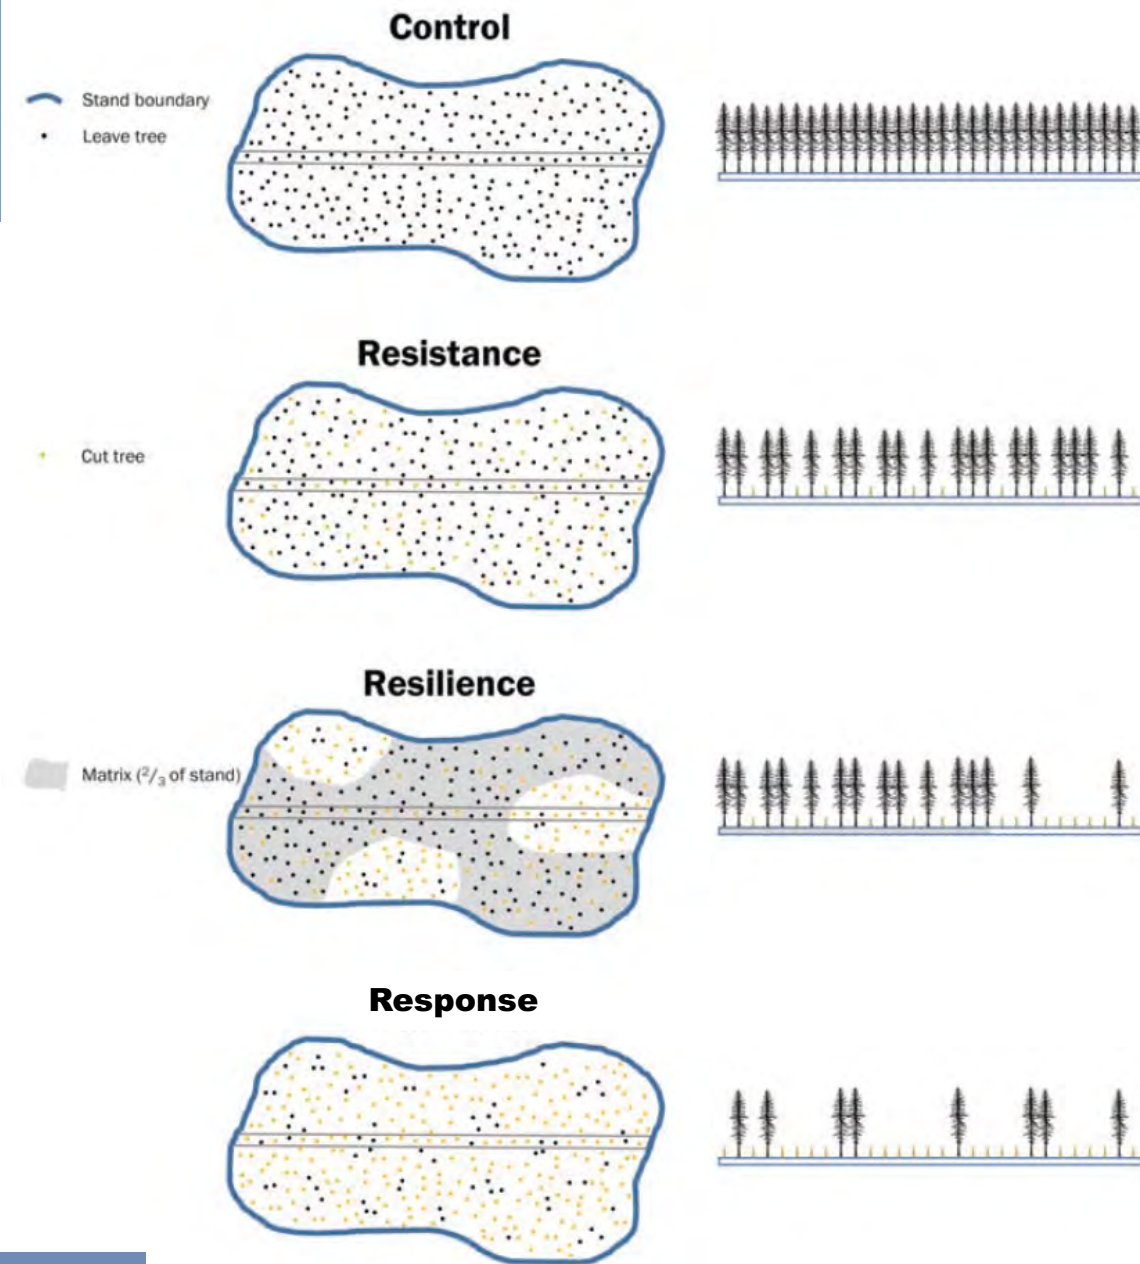 Control
Stand boundary
Leave tree
Resistance
Cut tree
Resilience
Matrix (2/3 of stand)
Response